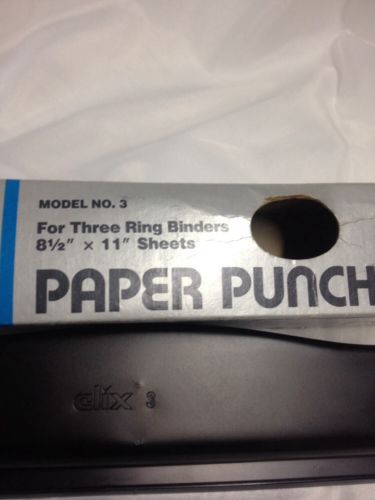 MODEL NO. 3
For Three Ring Binders
8½" × 11" Sheets
PAPER PUNCH
clix 3